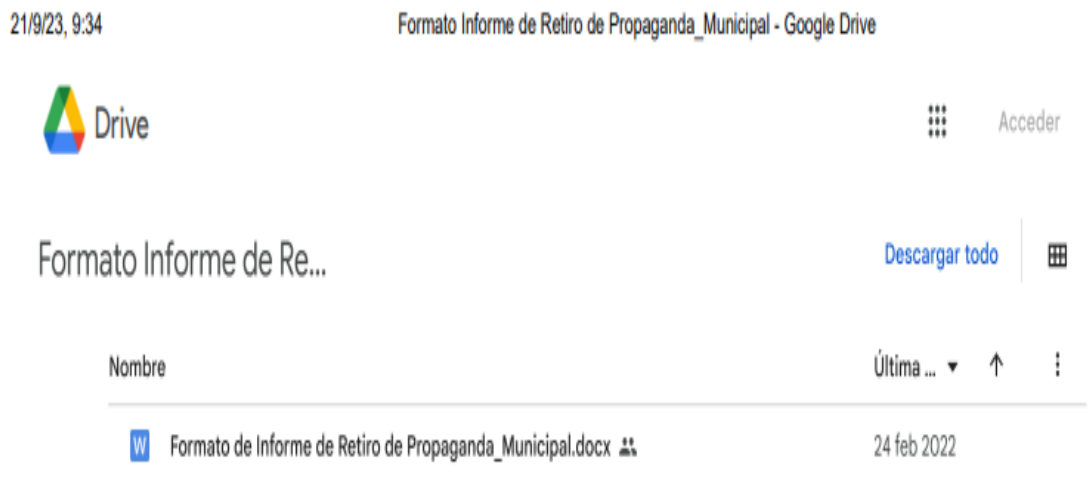 21/9/23, 9:34 Formato Informe de Retiro de Propaganda_Municipal - Google Drive
Drive Acceder
Formato Informe de Re... Descargar todo
Nombre Última ...
W Formato de Informe de Retiro de Propaganda_Municipal.docx 24 feb 2022